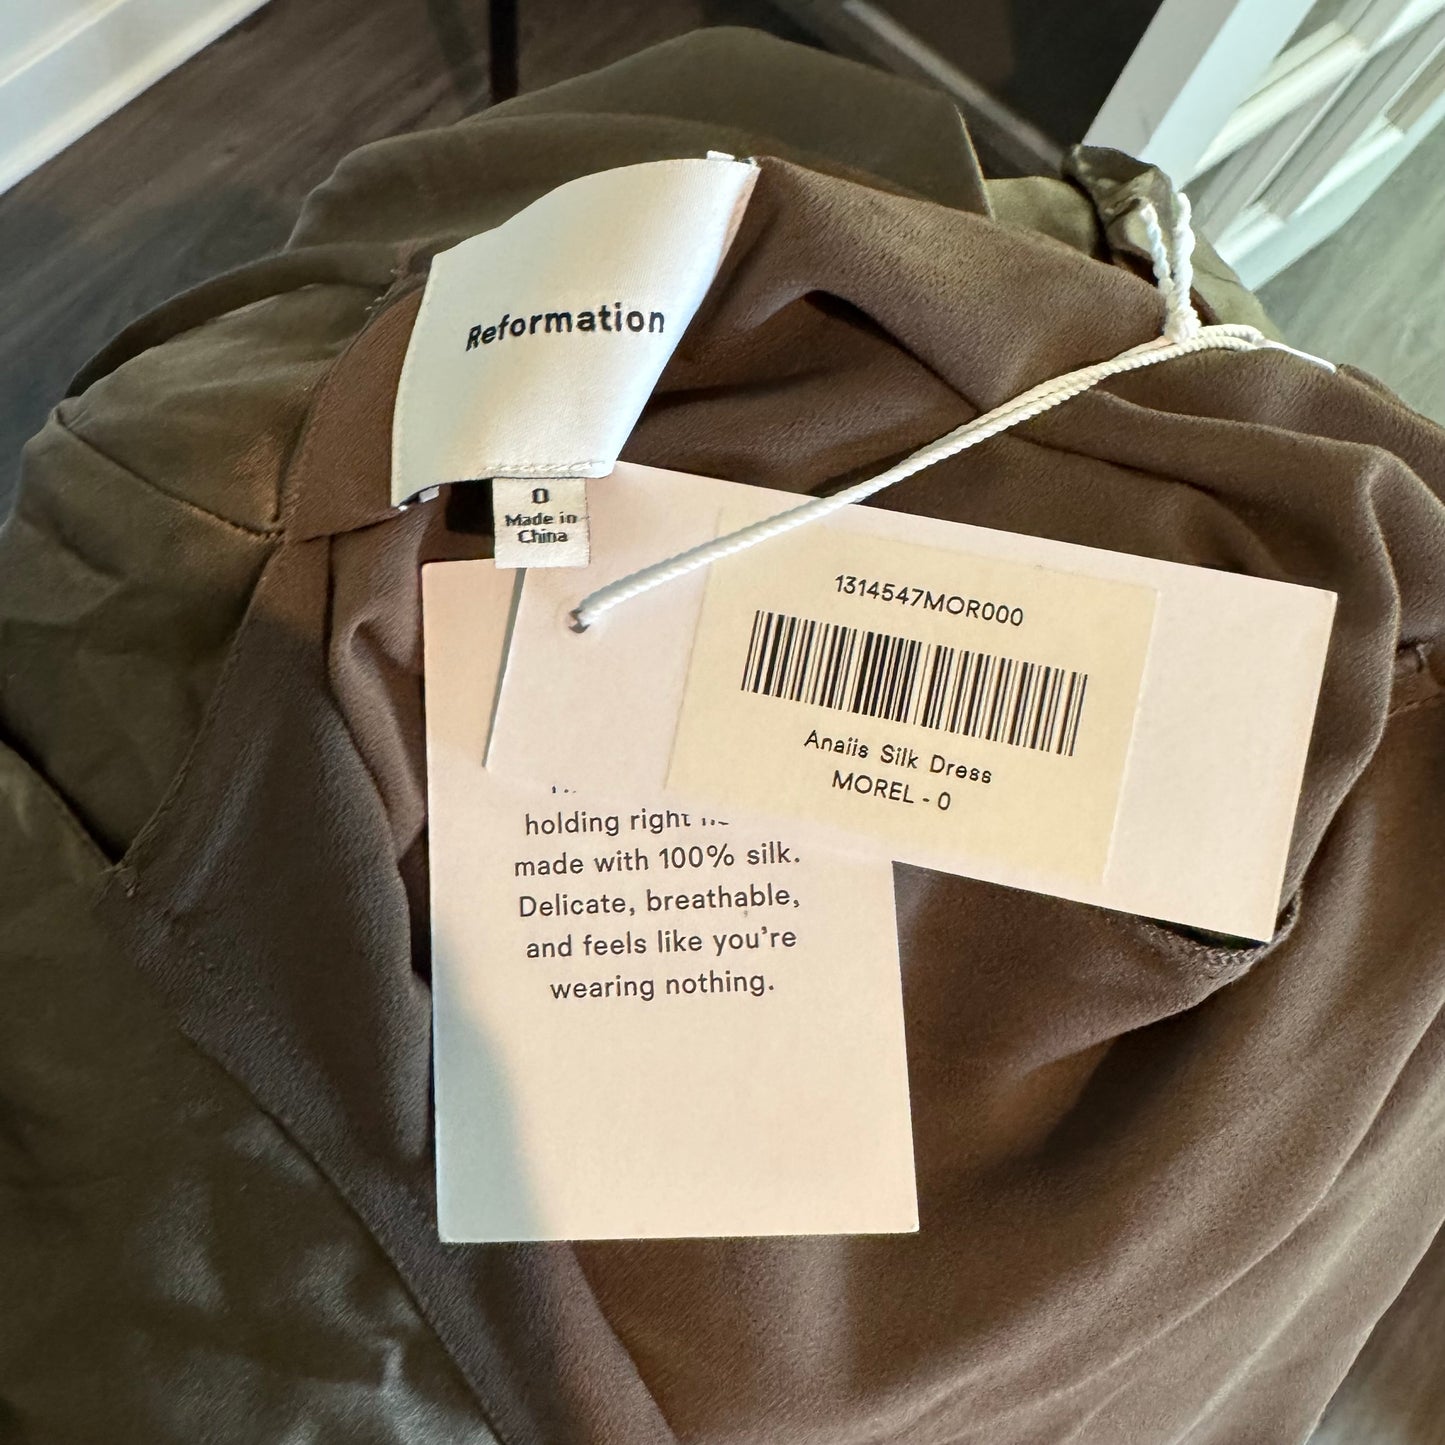 Reformation
0
Made in
China
1314547MOR000
Anaiis Silk Dress
MOREL - 0
holding right
made with 100% silk.
Delicate, breathable,
and feels like you're
wearing nothing.